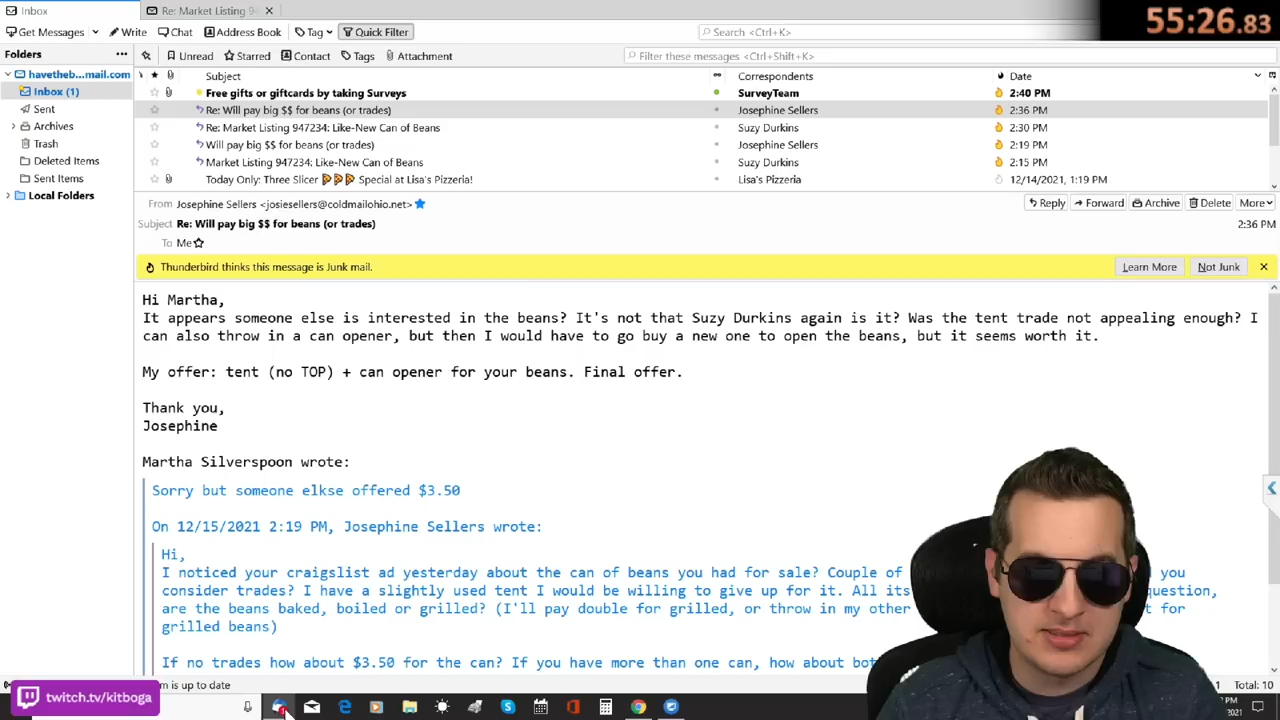 Inbox
Re: Market Listing 94
55:26.83
Get Messages
Write
Chat
Address Book
Tag
Quick Filter
Search <Ctrl+K>
Folders
Unread
Starred
Contact
Tags
Attachment
Filter these messages <Ctrl+Shift+K>
havetheb...mail.com
Inbox (1)
Sent
Archives
Trash
Deleted Items
Sent Items
Local Folders
Subject Correspondents Date
Free gifts or giftcards by taking Surveys SurveyTeam 2:40 PM
Re: Will pay big $$ for beans (or trades) Josephine Sellers 2:36 PM
Re: Market Listing 947234: Like-New Can of Beans Suzy Durkins 2:30 PM
Will pay big $$ for beans (or trades) Josephine Sellers 2:19 PM
Market Listing 947234: Like-New Can of Beans Suzy Durkins 2:15 PM
Today Only: Three Slicer 🍕🍕🍕 Special at Lisa's Pizzeria! Lisa's Pizzeria 12/14/2021, 1:19 PM
From Josephine Sellers <josiesellers@coldmailohio.net>
Reply
Forward
Archive
Delete
More
Subject Re: Will pay big $$ for beans (or trades) 2:36 PM
To Me
Thunderbird thinks this message is Junk mail.
Learn More
Not Junk
Hi Martha,
It appears someone else is interested in the beans? It's not that Suzy Durkins again is it? Was the tent trade not appealing enough? I
can also throw in a can opener, but then I would have to go buy a new one to open the beans, but it seems worth it.
My offer: tent (no TOP) + can opener for your beans. Final offer.
Thank you,
Josephine
Martha Silverspoon wrote:
Sorry but someone elkse offered $3.50
On 12/15/2021 2:19 PM, Josephine Sellers wrote:
Hi,
I noticed your craigslist ad yesterday about the can of beans you had for sale? Couple of you
consider trades? I have a slightly used tent I would be willing to give up for it. All its question,
are the beans baked, boiled or grilled? (I'll pay double for grilled, or throw in my other for
grilled beans)
If no trades how about $3.50 for the can? If you have more than one can, how about
is up to date
Total: 10
twitch.tv/kitboga
PM
2021